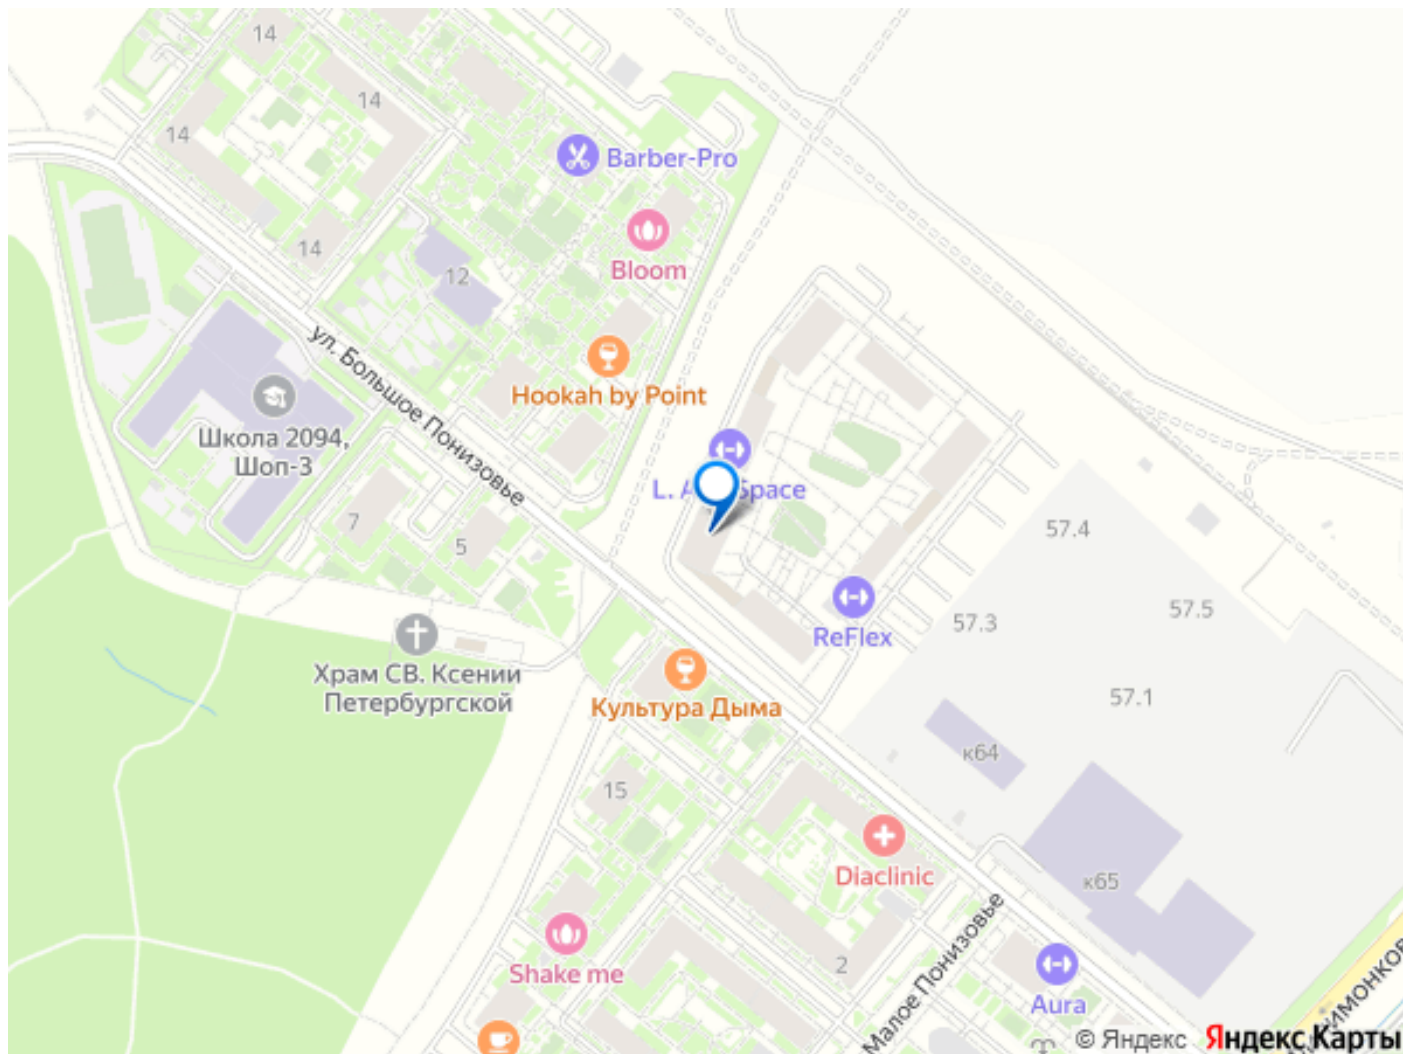 14
14
14
Barber-Pro
14
Bloom
12
ул. Большое Понизовье
Hookah by Point
Школа 2094,
Шоп-3
7
5
Space
57.4
57.5
57.3
57.1
ReFlex
Храм СВ. Ксении
Петербургской
Культура Дыма
к64
15
Diaclinic
к65
Shake me
2
Малое Понизовье
Aura
© Яндекс Яндекс Карты